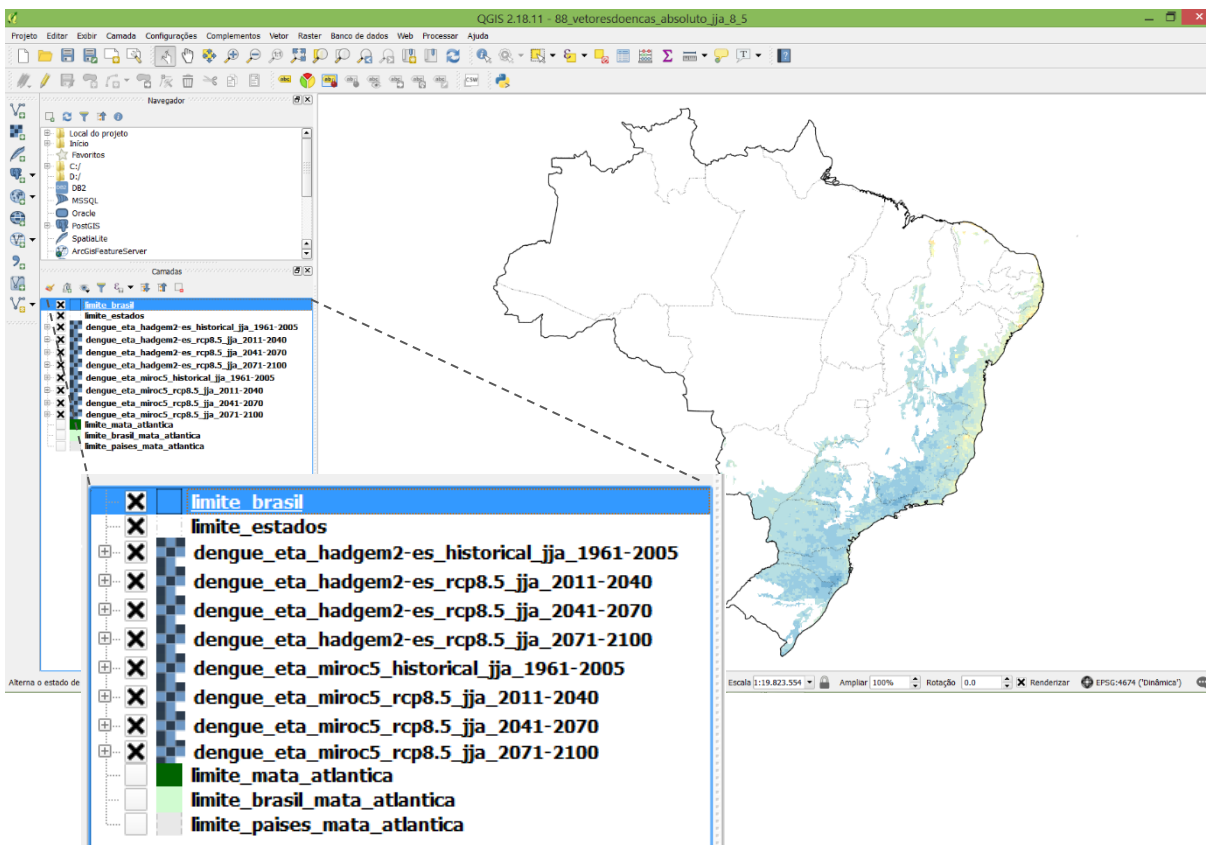 QGIS 2.18.11 - 88_vetoresdoencas_absoluto_jja_8_5
Projeto Editar Exibir Camada Configurações Complementos Vetor Raster Banco de dados Web Processar Ajuda
abc
CSW
Navegador
Local do projeto
Início
Favoritos
C:/
D:/
DB2
MSSQL
Oracle
PostGIS
SpatiaLite
ArcGisFeatureServer
Camadas
limite_brasil
limite_estados
dengue_eta_hadgem2-es_historical_jja_1961-2005
dengue_eta_hadgem2-es_rcp8.5_jja_2011-2040
dengue_eta_hadgem2-es_rcp8.5_jja_2041-2070
dengue_eta_hadgem2-es_rcp8.5_jja_2071-2100
dengue_eta_miroc5_historical_jja_1961-2005
dengue_eta_miroc5_rcp8.5_jja_2011-2040
dengue_eta_miroc5_rcp8.5_jja_2041-2070
dengue_eta_miroc5_rcp8.5_jja_2071-2100
limite_mata_atlantica
limite_brasil_mata_atlantica
limite_paises_mata_atlantica
limite_brasil
limite_estados
dengue_eta_hadgem2-es_historical_jja_1961-2005
dengue_eta_hadgem2-es_rcp8.5_jja_2011-2040
dengue_eta_hadgem2-es_rcp8.5_jja_2041-2070
dengue_eta_hadgem2-es_rcp8.5_jja_2071-2100
dengue_eta_miroc5_historical_jja_1961-2005
dengue_eta_miroc5_rcp8.5_jja_2011-2040
dengue_eta_miroc5_rcp8.5_jja_2041-2070
dengue_eta_miroc5_rcp8.5_jja_2071-2100
limite_mata_atlantica
limite_brasil_mata_atlantica
limite_paises_mata_atlantica
Alterna o estado de
Escala 1:19.823.554 Ampliar 100% Rotação 0.0 Renderizar EPSG:4674 ('Dinâmica')